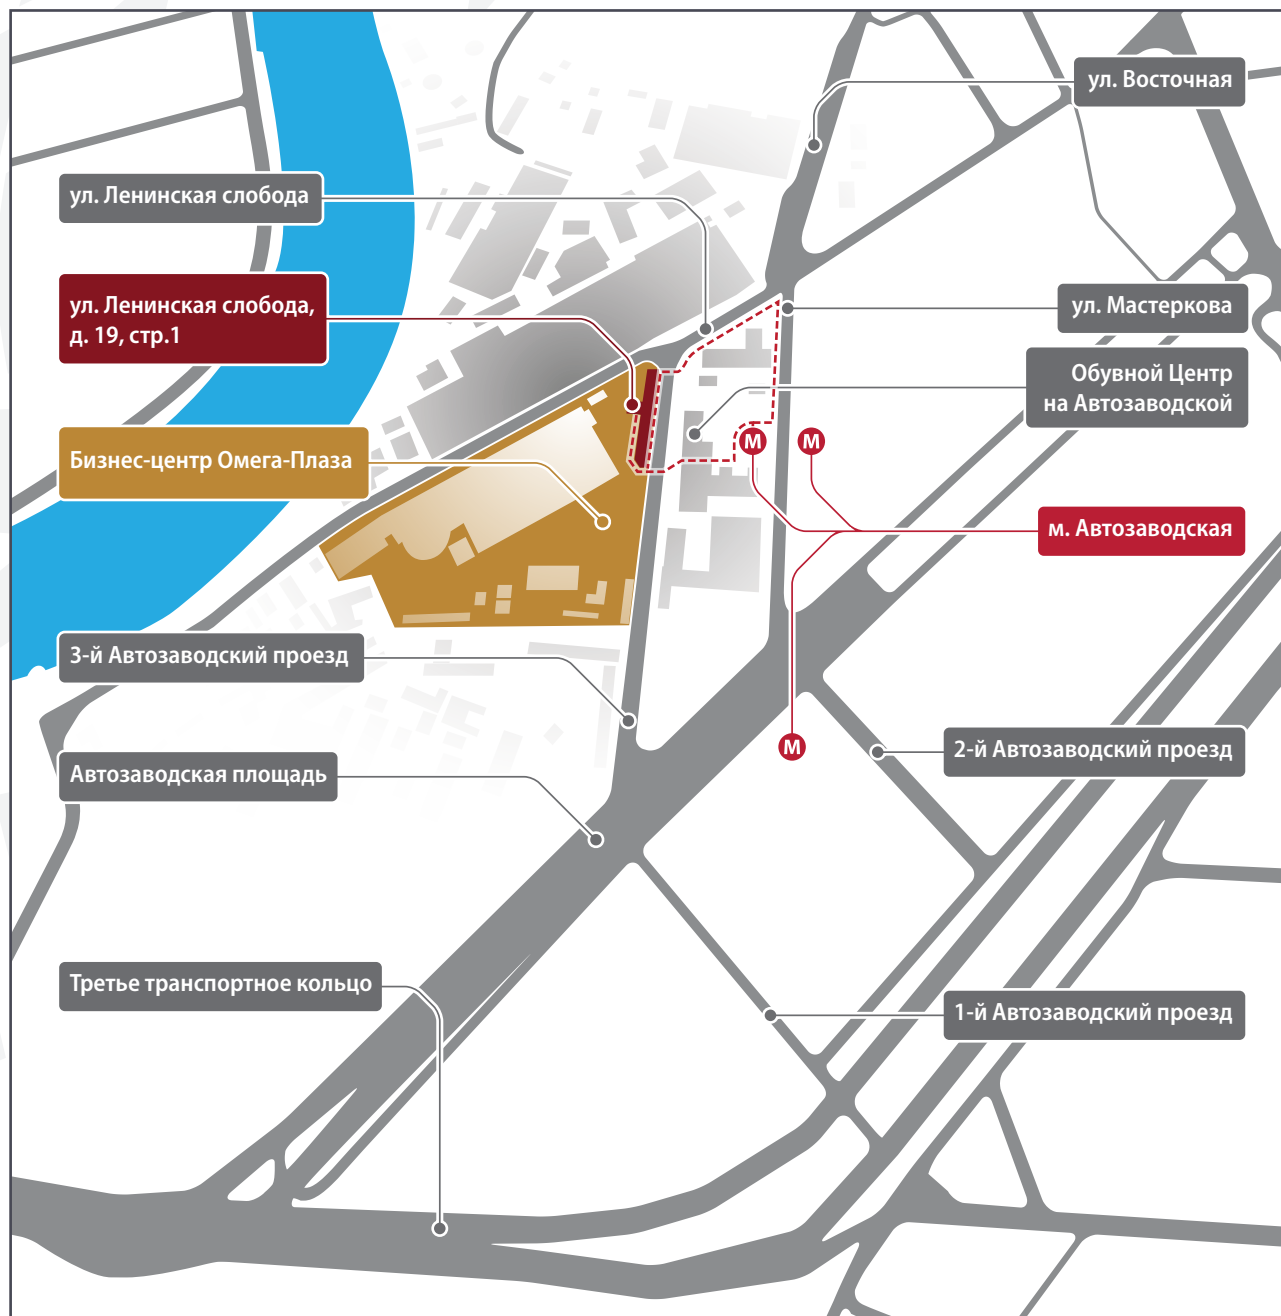 ул. Восточная
ул. Ленинская слобода
ул. Ленинская слобода,
д. 19, стр.1
ул. Мастеркова
Обувной Центр
на Автозаводской
Бизнес-центр Омега-Плаза
М
М
м. Автозаводская
3-й Автозаводский проезд
М
2-й Автозаводский проезд
Автозаводская площадь
Третье транспортное кольцо
1-й Автозаводский проезд